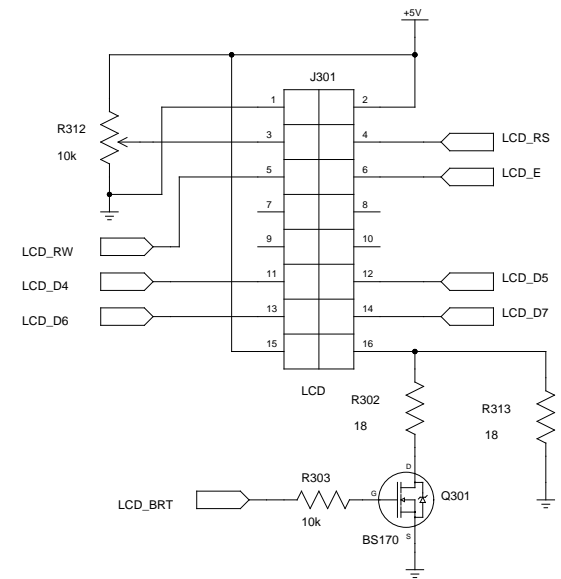 +5V
J301
1 2
R312
10k
3 4
LCD_RS
5 6
LCD_E
7 8
LCD_RW
9 10
LCD_D4
11 12
LCD_D5
LCD_D6
13 14
LCD_D7
15 16
LCD
R302
18
R313
18
D
R303
10k
G
Q301
LCD_BRT
S
BS170